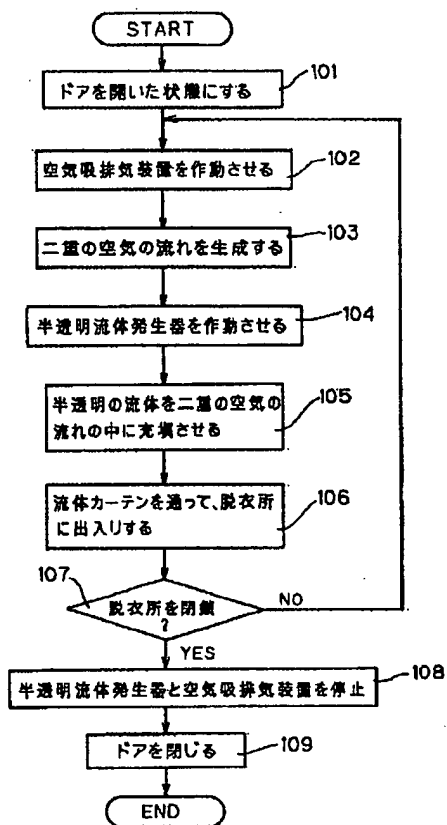 START
ドアを開いた状態にする
101
空気吸排気装置を作動させる
102
二重の空気の流れを生成する
103
半透明流体発生器を作動させる
104
半透明の流体を二重の空気の
流れの中に充填させる
105
流体カーテンを通って、脱衣所
に出入りする
106
107
脱衣所を閉鎖
?
NO
YES
半透明流体発生器と空気吸排気装置を停止
108
ドアを閉じる
109
END